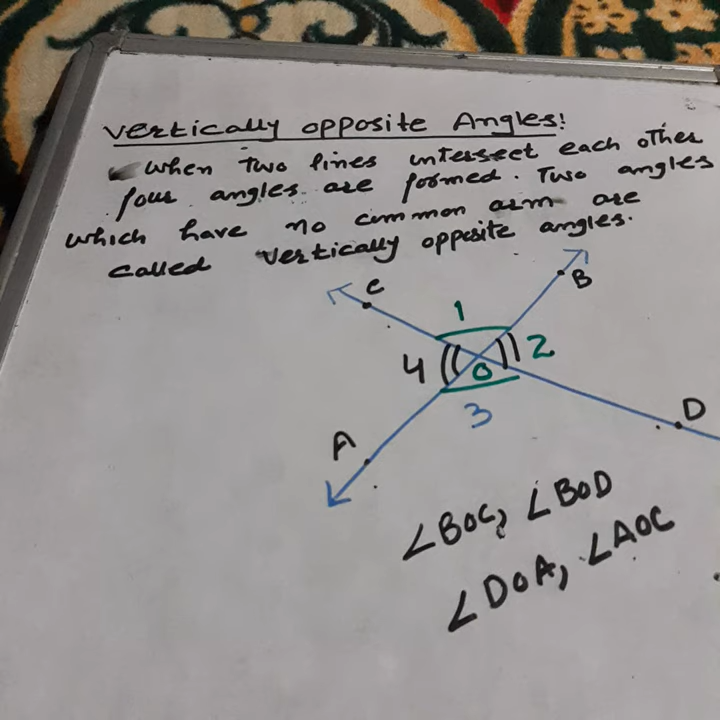 Vertically opposite Angles!
when two lines intersect each other
four angles are formed. Two angles
which have no common arm are
called vertically opposite angles.
C
B
1
4
2
O
3
A
D
∠BOC, ∠BOD
∠DOA, ∠AOC